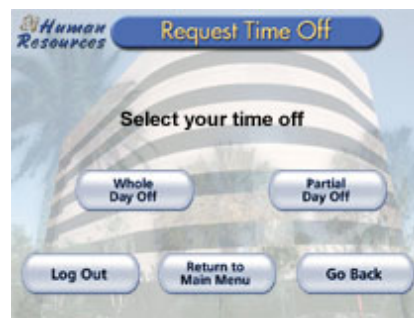 Human
Resources
Request Time Off
Select your time off
Whole
Day Off
Partial
Day Off
Log Out
Return to
Main Menu
Go Back